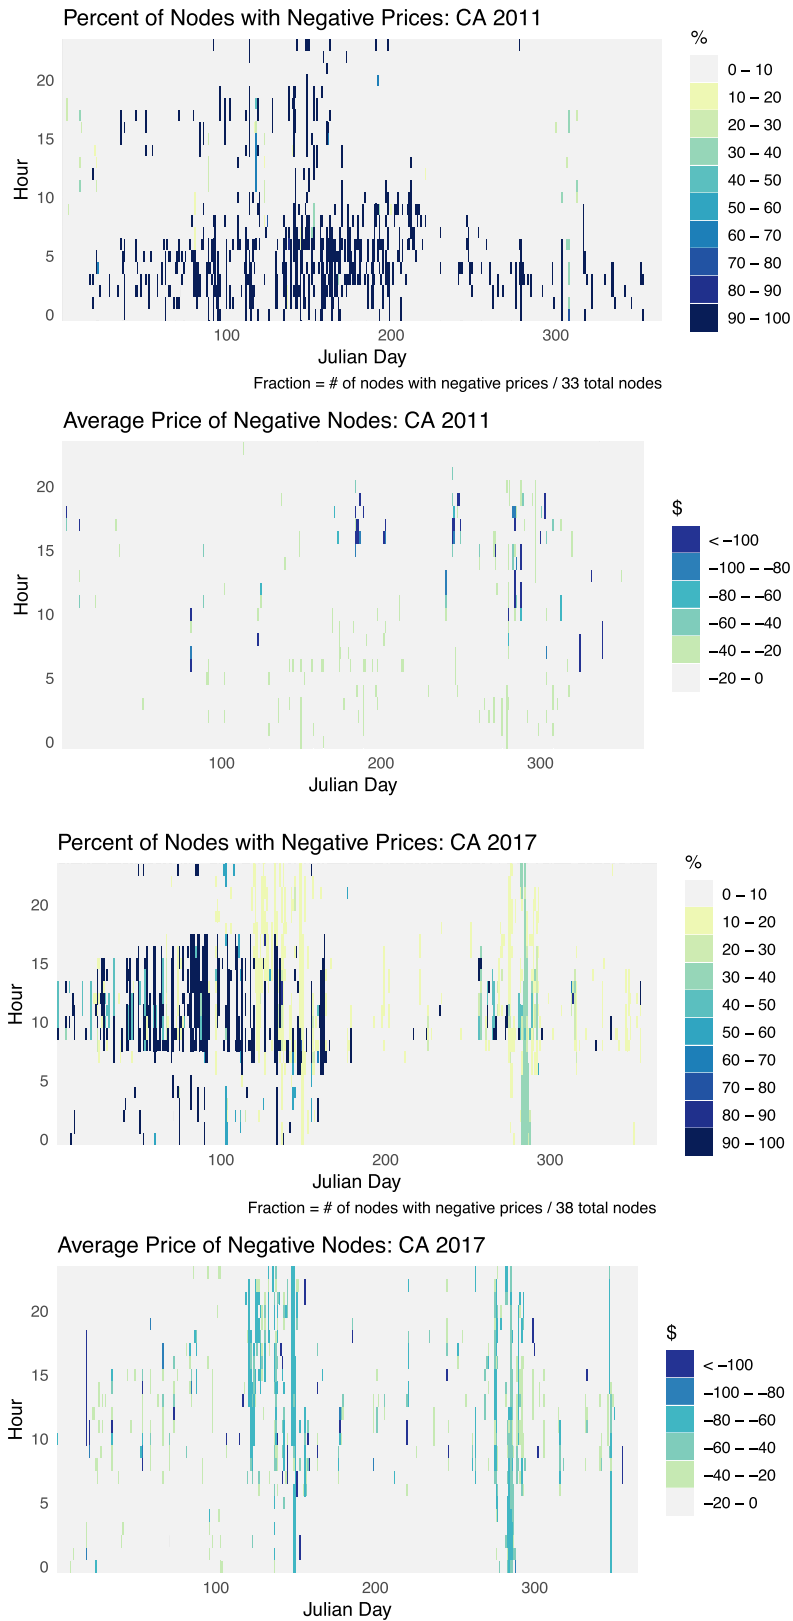 Percent of Nodes with Negative Prices: CA 2011
%
0 – 10
10 – 20
20 – 30
30 – 40
40 – 50
50 – 60
60 – 70
70 – 80
80 – 90
90 – 100
Hour
20
15
10
5
0
100
200
300
Julian Day
Fraction = # of nodes with negative prices / 33 total nodes
Average Price of Negative Nodes: CA 2011
$
< –100
–100 – –80
–80 – –60
–60 – –40
–40 – –20
–20 – 0
Hour
20
15
10
5
0
100
200
300
Julian Day
Percent of Nodes with Negative Prices: CA 2017
%
0 – 10
10 – 20
20 – 30
30 – 40
40 – 50
50 – 60
60 – 70
70 – 80
80 – 90
90 – 100
Hour
20
15
10
5
0
100
200
300
Julian Day
Fraction = # of nodes with negative prices / 38 total nodes
Average Price of Negative Nodes: CA 2017
$
< –100
–100 – –80
–80 – –60
–60 – –40
–40 – –20
–20 – 0
Hour
20
15
10
5
0
100
200
300
Julian Day